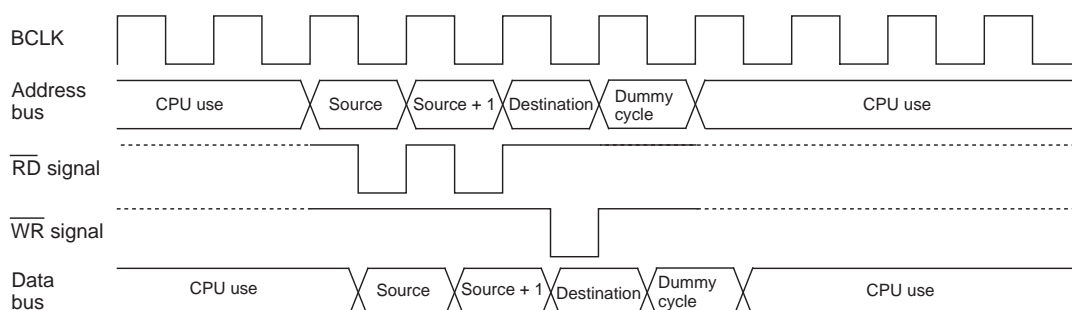 BCLK
Address
bus
CPU use
Source
Source + 1
Destination
Dummy
cycle
CPU use
RD signal
WR signal
Data
bus
CPU use
Source
Source + 1
Destination
Dummy
cycle
CPU use